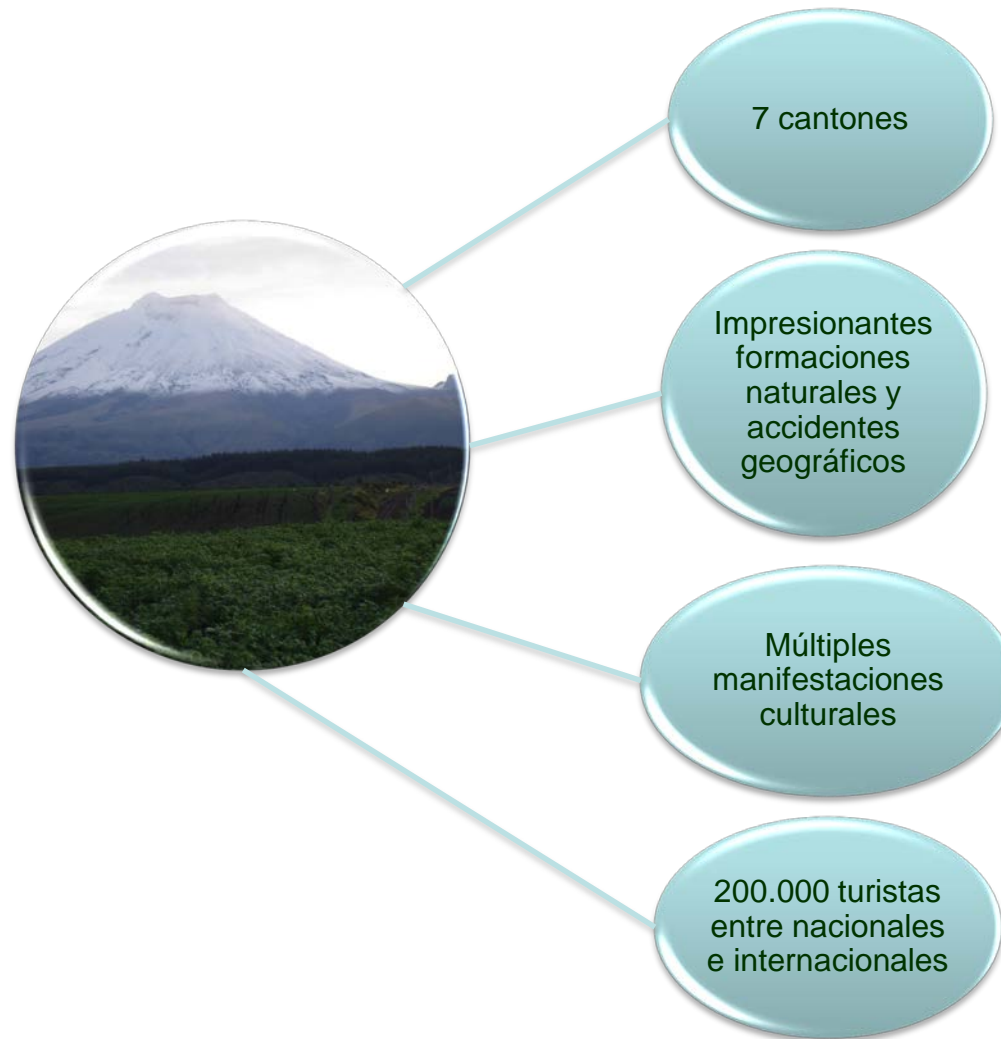 7 cantones
Impresionantes
formaciones
naturales y
accidentes
geográficos
Múltiples
manifestaciones
culturales
200.000 turistas
entre nacionales
e internacionales